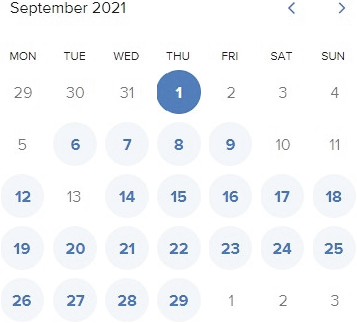 September 2021
MON TUE WED THU FRI SAT SUN
29 30 31 1 2 3 4
5 6 7 8 9 10 11
12 13 14 15 16 17 18
19 20 21 22 23 24 25
26 27 28 29 1 2 3